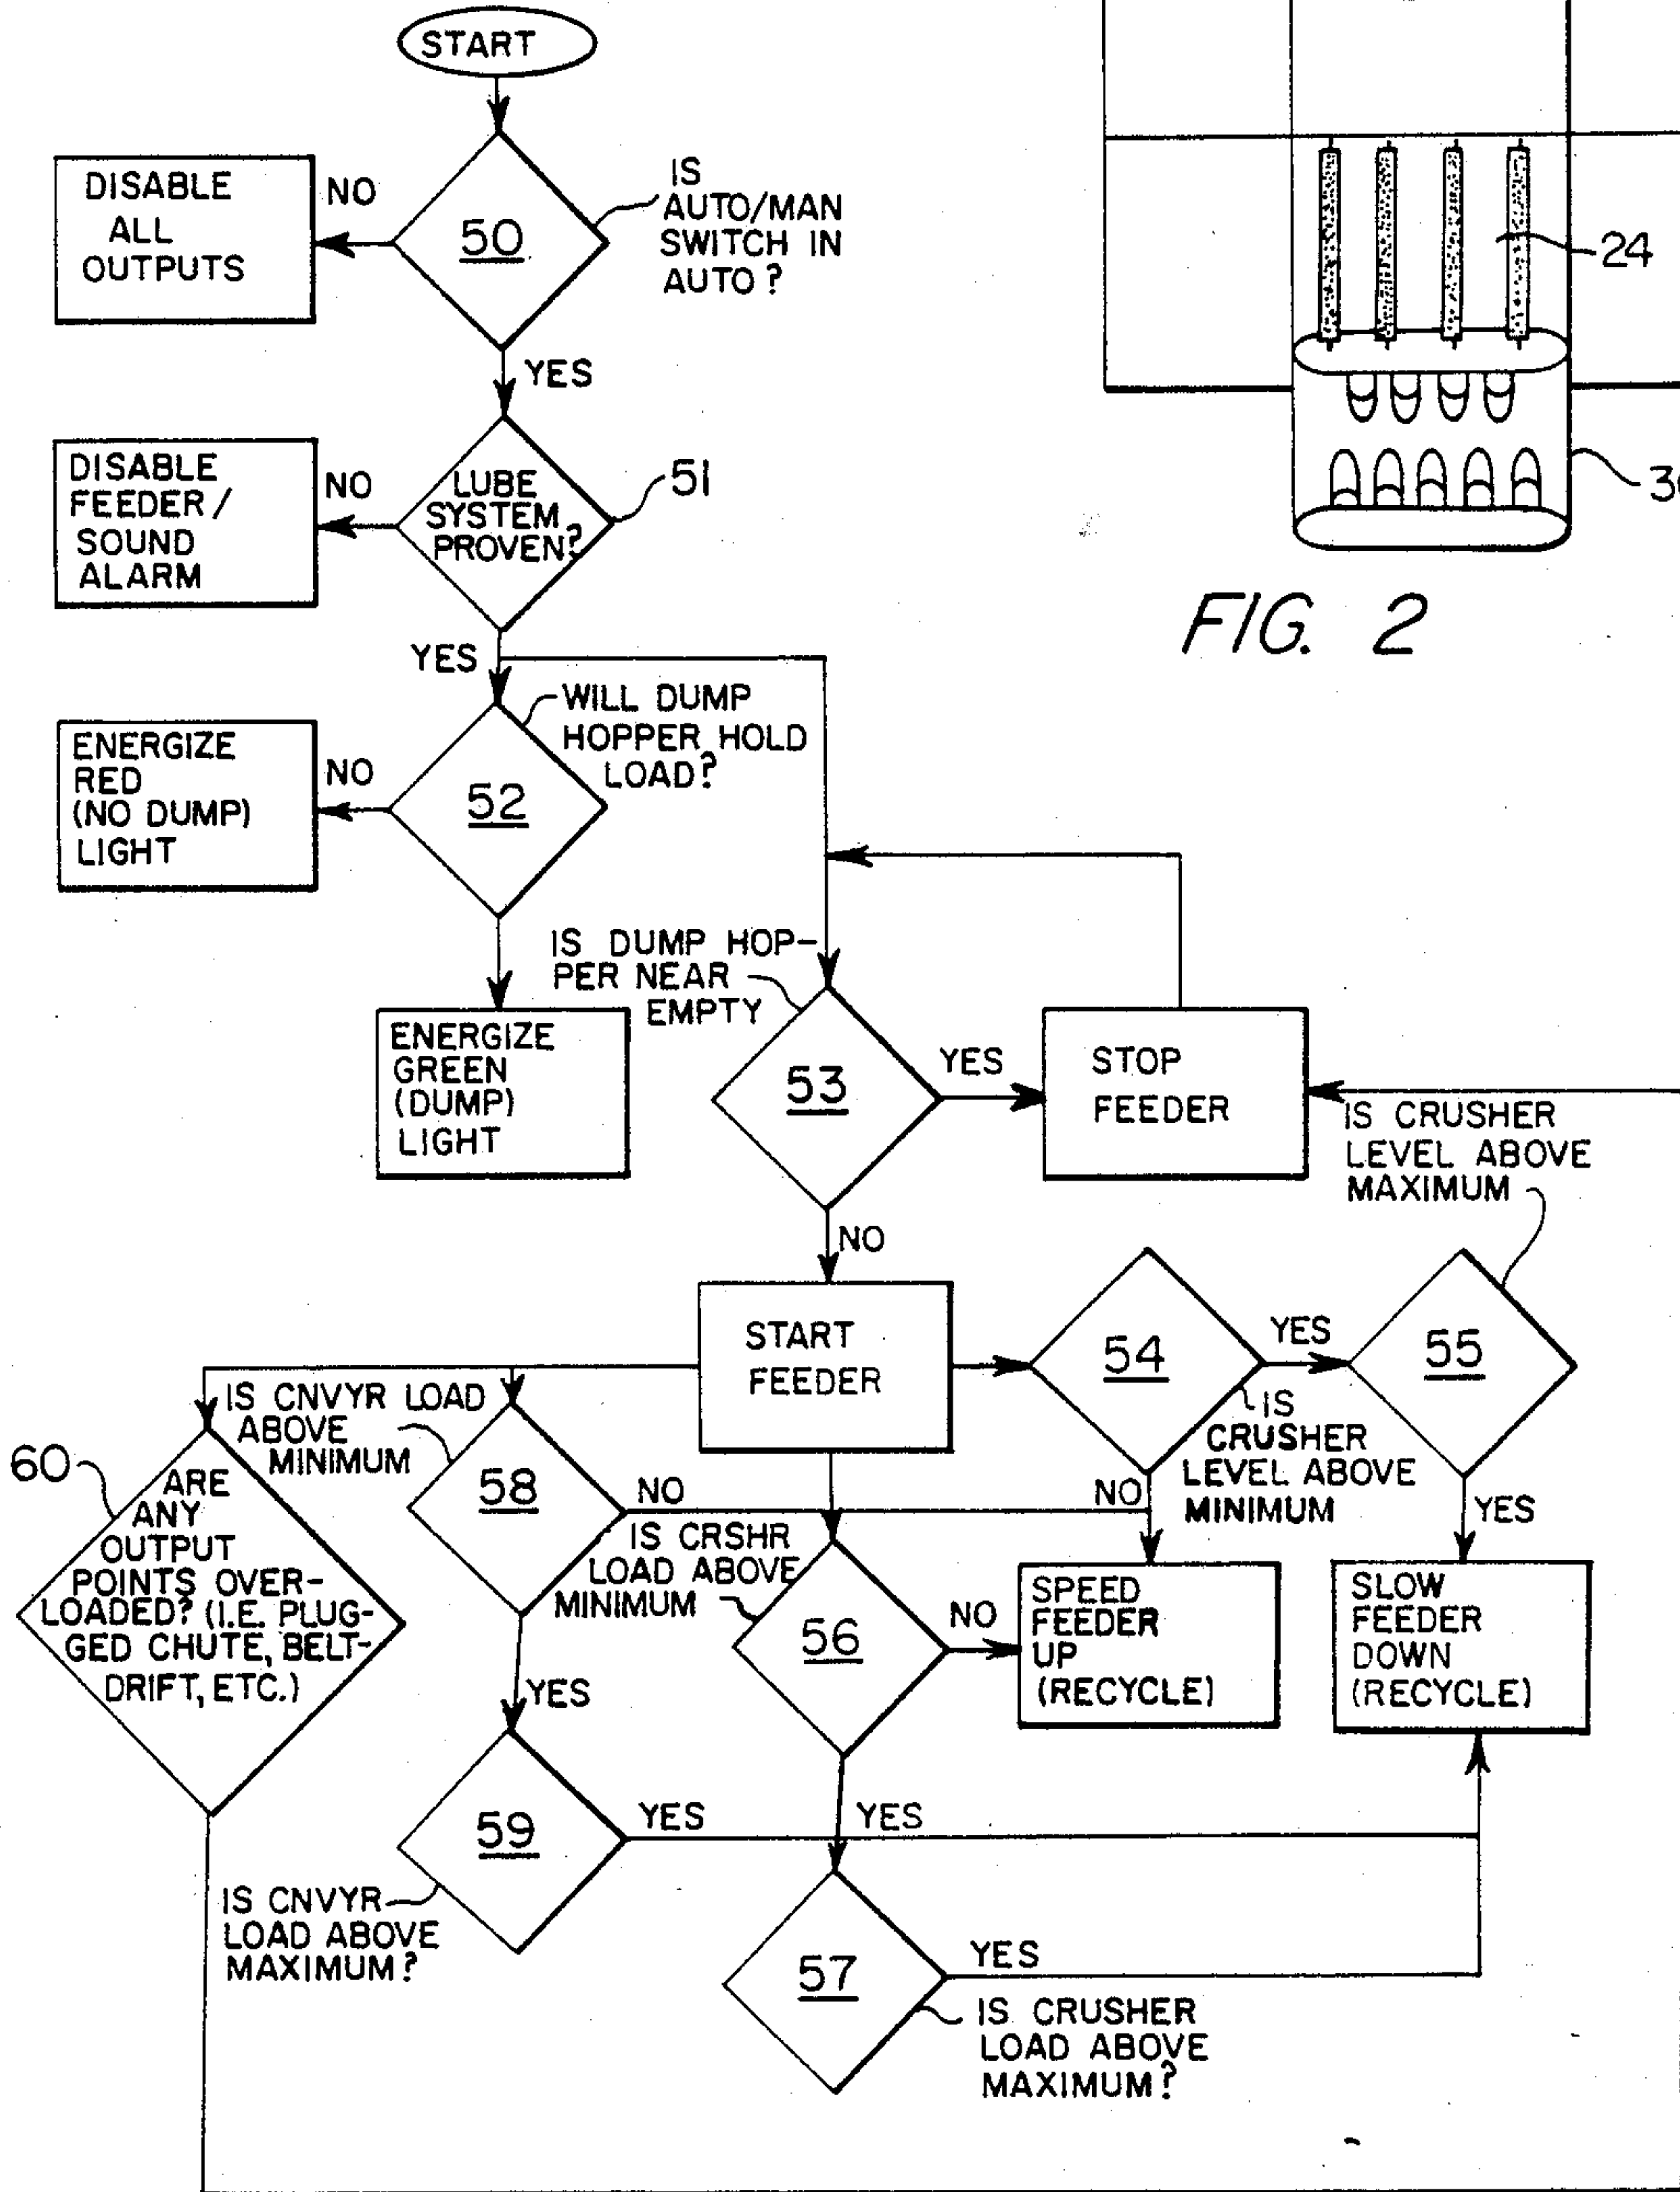 START
DISABLE
ALL
OUTPUTS
NO
50
IS
AUTO/MAN
SWITCH IN
AUTO?
YES
24
DISABLE
FEEDER/
SOUND
ALARM
NO
LUBE
SYSTEM
PROVEN?
51
FIG. 2
YES
ENERGIZE
RED
(NO DUMP)
LIGHT
NO
52
WILL DUMP
HOPPER HOLD
LOAD?
ENERGIZE
GREEN
(DUMP)
LIGHT
IS DUMP HOP-
PER NEAR
EMPTY
53
YES
STOP
FEEDER
IS CRUSHER
LEVEL ABOVE
MAXIMUM
NO
START
FEEDER
54
YES
55
IS
CRUSHER
LEVEL ABOVE
MINIMUM
NO
YES
60
ARE
ANY
OUTPUT
POINTS OVER-
LOADED? (I.E. PLUG-
GED CHUTE, BELT-
DRIFT, ETC.)
IS CNVYR LOAD
ABOVE
MINIMUM
58
NO
IS CRSHR
LOAD ABOVE
MINIMUM
56
NO
SPEED
FEEDER
UP
(RECYCLE)
SLOW
FEEDER
DOWN
(RECYCLE)
YES
59
YES
YES
IS CNVYR
LOAD ABOVE
MAXIMUM?
57
YES
IS CRUSHER
LOAD ABOVE
MAXIMUM?